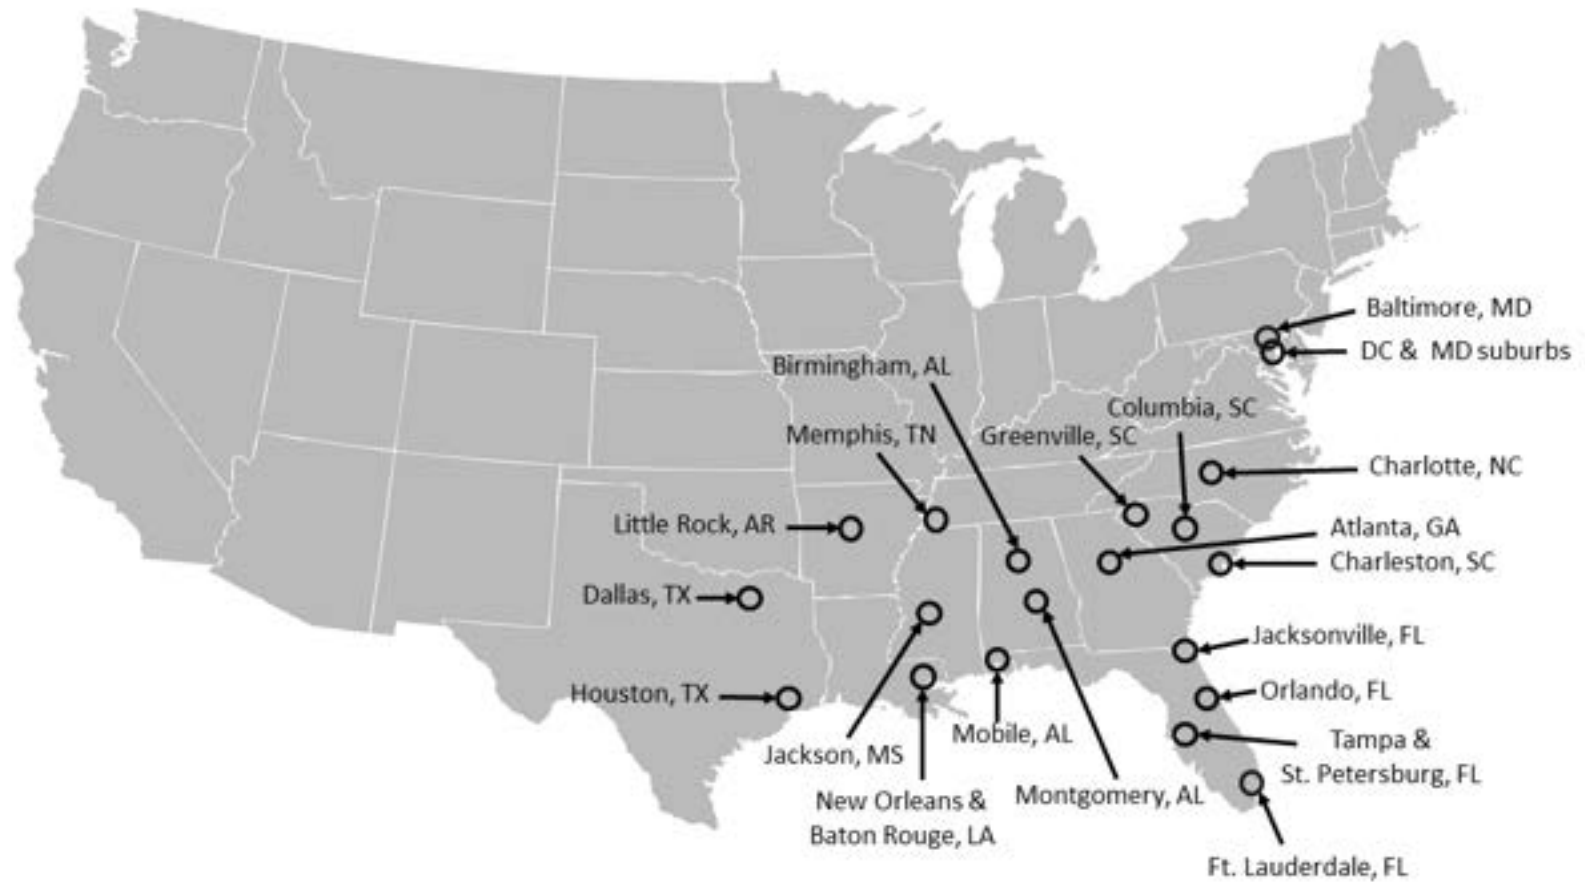 Baltimore, MD
DC & MD suburbs
Birmingham, AL
Columbia, SC
Memphis, TN
Greenville, SC
Charlotte, NC
Little Rock, AR
Atlanta, GA
Charleston, SC
Dallas, TX
Jacksonville, FL
Houston, TX
Orlando, FL
Jackson, MS
Mobile, AL
Tampa &
St. Petersburg, FL
New Orleans &
Baton Rouge, LA
Montgomery, AL
Ft. Lauderdale, FL